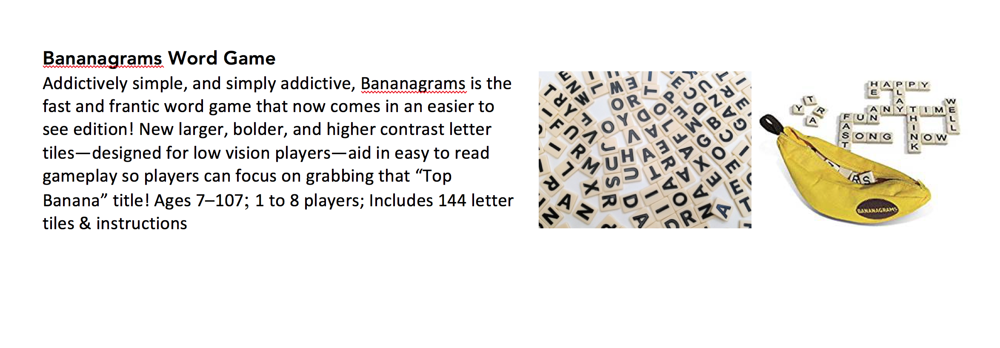 Bananagrams Word Game
Addictively simple, and simply addictive, Bananagrams is the
fast and frantic word game that now comes in an easier to
see edition! New larger, bolder, and higher contrast letter
tiles—designed for low vision players—aid in easy to read
gameplay so players can focus on grabbing that “Top
Banana” title! Ages 7–107; 1 to 8 players; Includes 144 letter
tiles & instructions
HAPPY
HE
PLAY
ANYTIME
WELL
FUN
AN
FAST
SONG
THINK
NOW
T
Y
R
A
R S
BANANAGRAMS